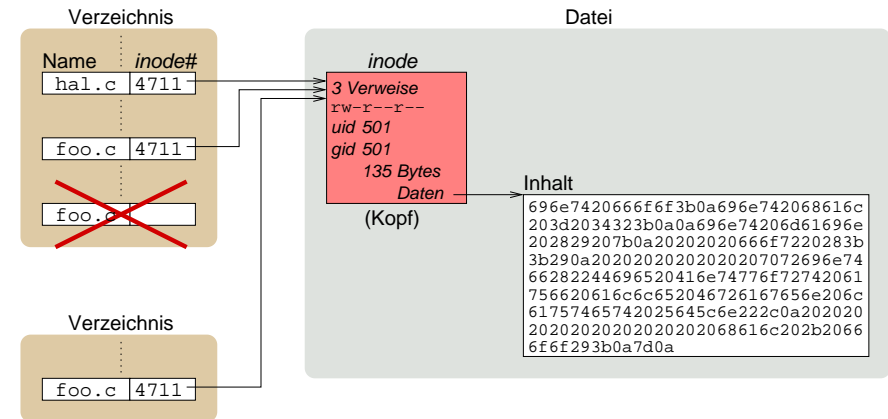 Verzeichnis
Name inode#
hal.c 4711
foo.c 4711
foo.c
Verzeichnis
foo.c 4711
Datei
inode
3 Verweise
rw-r--r--
uid 501
gid 501
135 Bytes
Daten
(Kopf)
Inhalt
696e7420666f6f3b0a696e742068616c
203d2034323b0a0a696e74206d61696e
202829207b0a20202020666f7220283b
3b290a20202020202020207072696e74
66282244696520416e74776f72742061
756620616c6c652046726167656e206c
61757465742025645c6e222c0a202020
20202020202020202068616c202b2066
6f6f293b0a7d0a